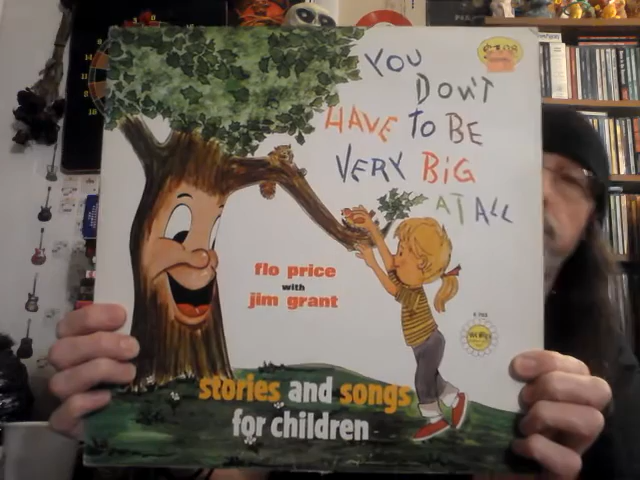 YOU
DON'T
HAVE TO BE
VERY BIG
AT ALL
flo price
with
jim grant
stories and songs
for children